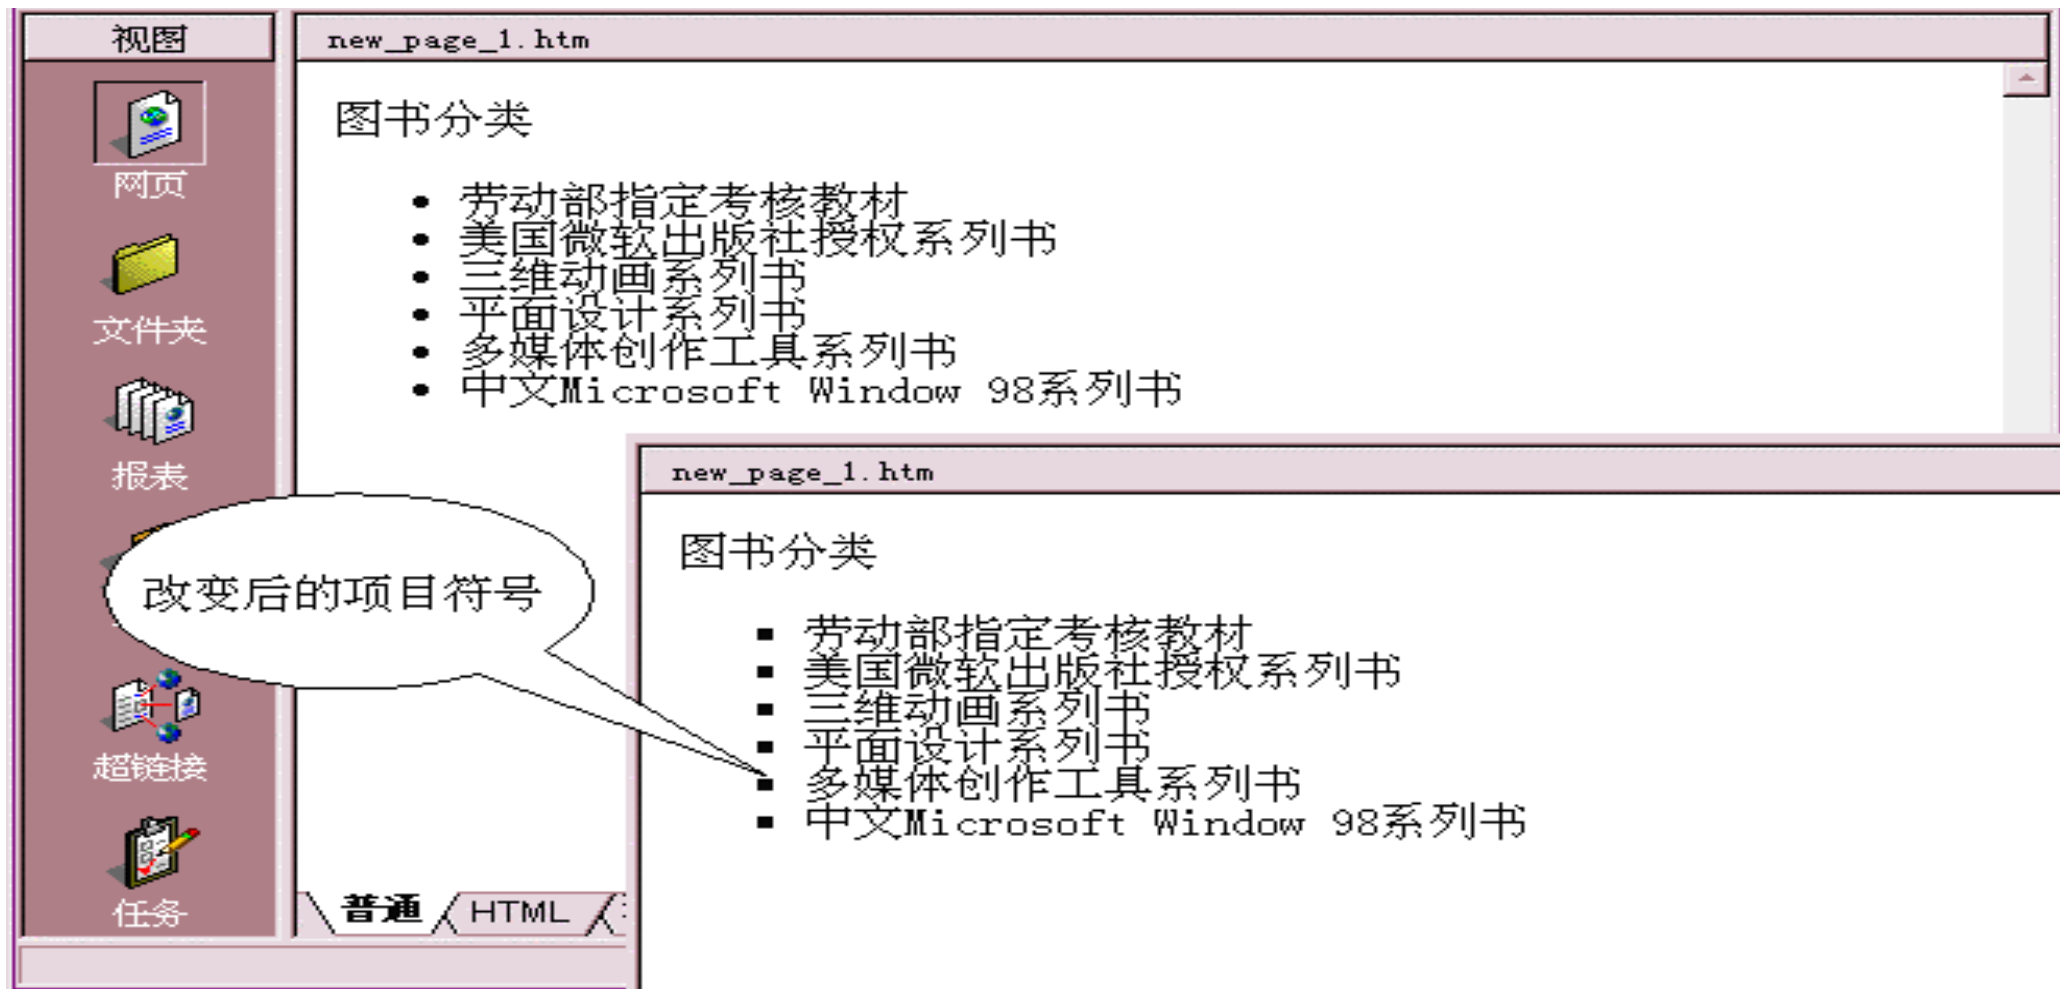 视图
网页
文件夹
报表
超链接
任务
new_page_1.htm
图书分类
• 劳动部指定考核教材
• 美国微软出版社授权系列书
• 三维动画系列书
• 平面设计系列书
• 多媒体创作工具系列书
• 中文Microsoft Window 98系列书
普通 HTML
改变后的项目符号
new_page_1.htm
图书分类
▪ 劳动部指定考核教材
▪ 美国微软出版社授权系列书
▪ 三维动画系列书
▪ 平面设计系列书
▪ 多媒体创作工具系列书
▪ 中文Microsoft Window 98系列书